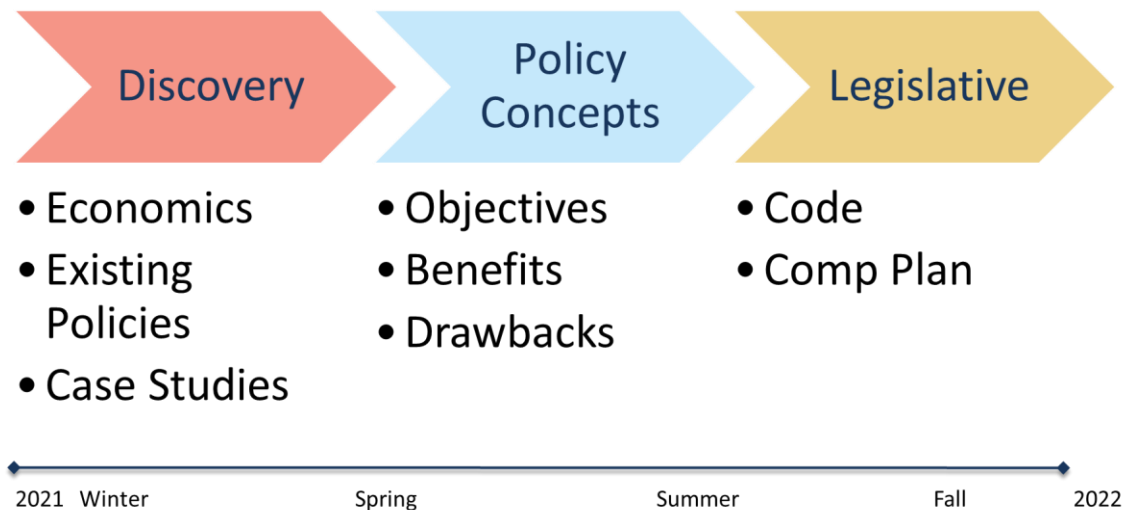 Discovery
Policy
Concepts
Legislative
• Economics
• Existing
Policies
• Case Studies
• Objectives
• Benefits
• Drawbacks
• Code
• Comp Plan
2021 Winter Spring Summer Fall 2022